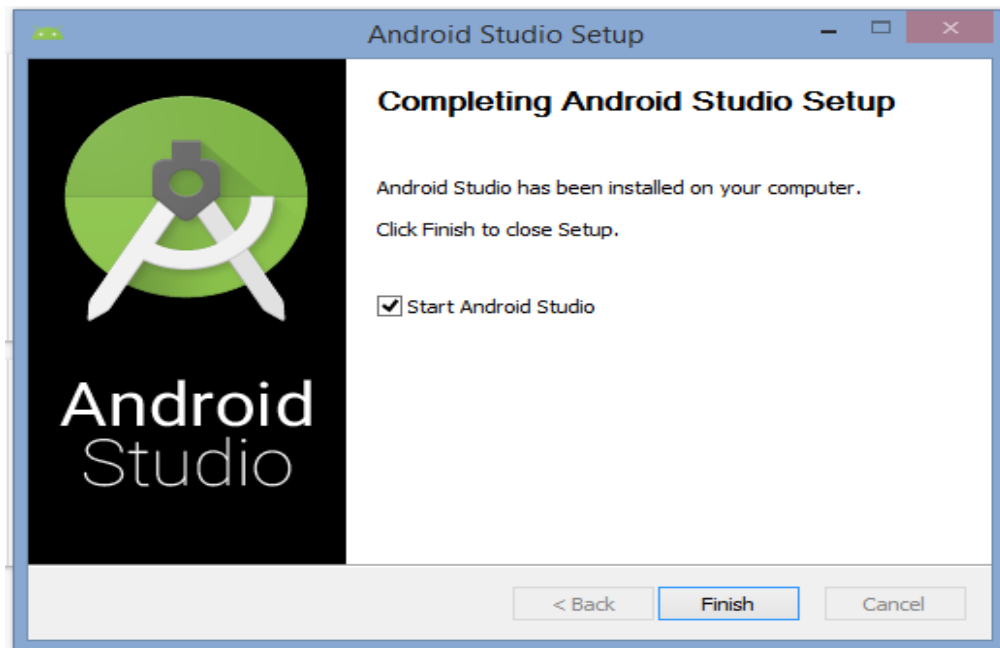 Android Studio Setup
Completing Android Studio Setup
Android Studio has been installed on your computer.
Click Finish to close Setup.
Start Android Studio
Android
Studio
< Back
Finish
Cancel